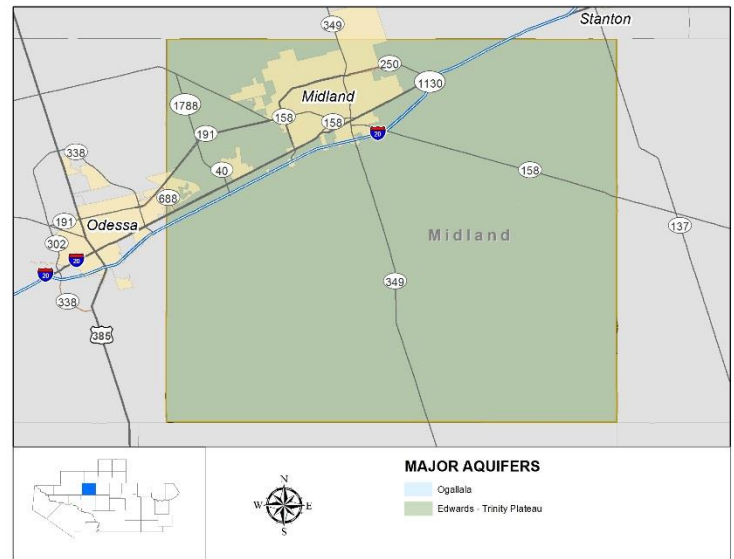 Stanton
349
250
1130
1788
Midland
158
158
191
20
338
40
158
688
191
Odessa
Midland
137
302
20
20
349
338
385
MAJOR AQUIFERS
Ogallala
Edwards - Trinity Plateau
N
W
E
S